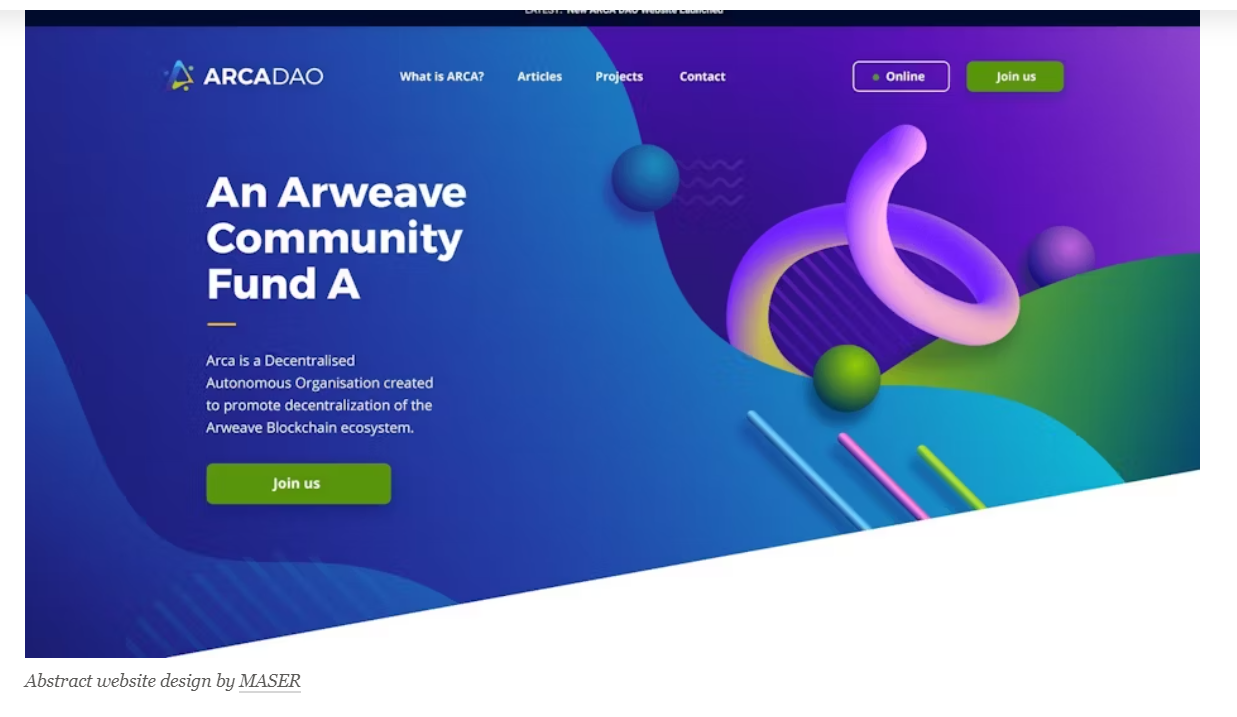 LATEST: New ARCA DAO Website Launched
ARCADAO
What is ARCA? Articles Projects Contact
Online
Join us
An Arweave
Community
Fund A
Arca is a Decentralised
Autonomous Organisation created
to promote decentralization of the
Arweave Blockchain ecosystem.
Join us
Abstract website design by MASER